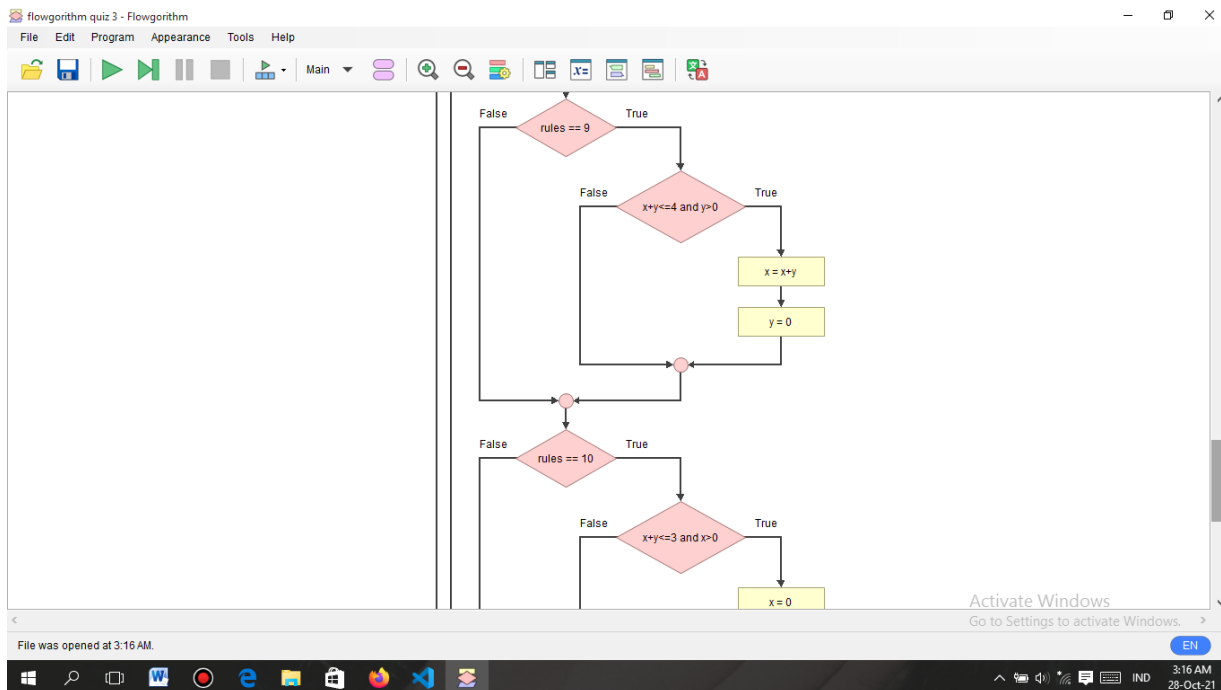 flowgorithm quiz 3 - Flowgorithm
File Edit Program Appearance Tools Help
Main
x=
False True
rules == 9
False True
x+y<=4 and y>0
x = x+y
y = 0
False True
rules == 10
False True
x+y<=3 and x>0
x = 0
Activate Windows
Go to Settings to activate Windows.
File was opened at 3:16 AM.
EN
IND
3:16 AM
28-Oct-21